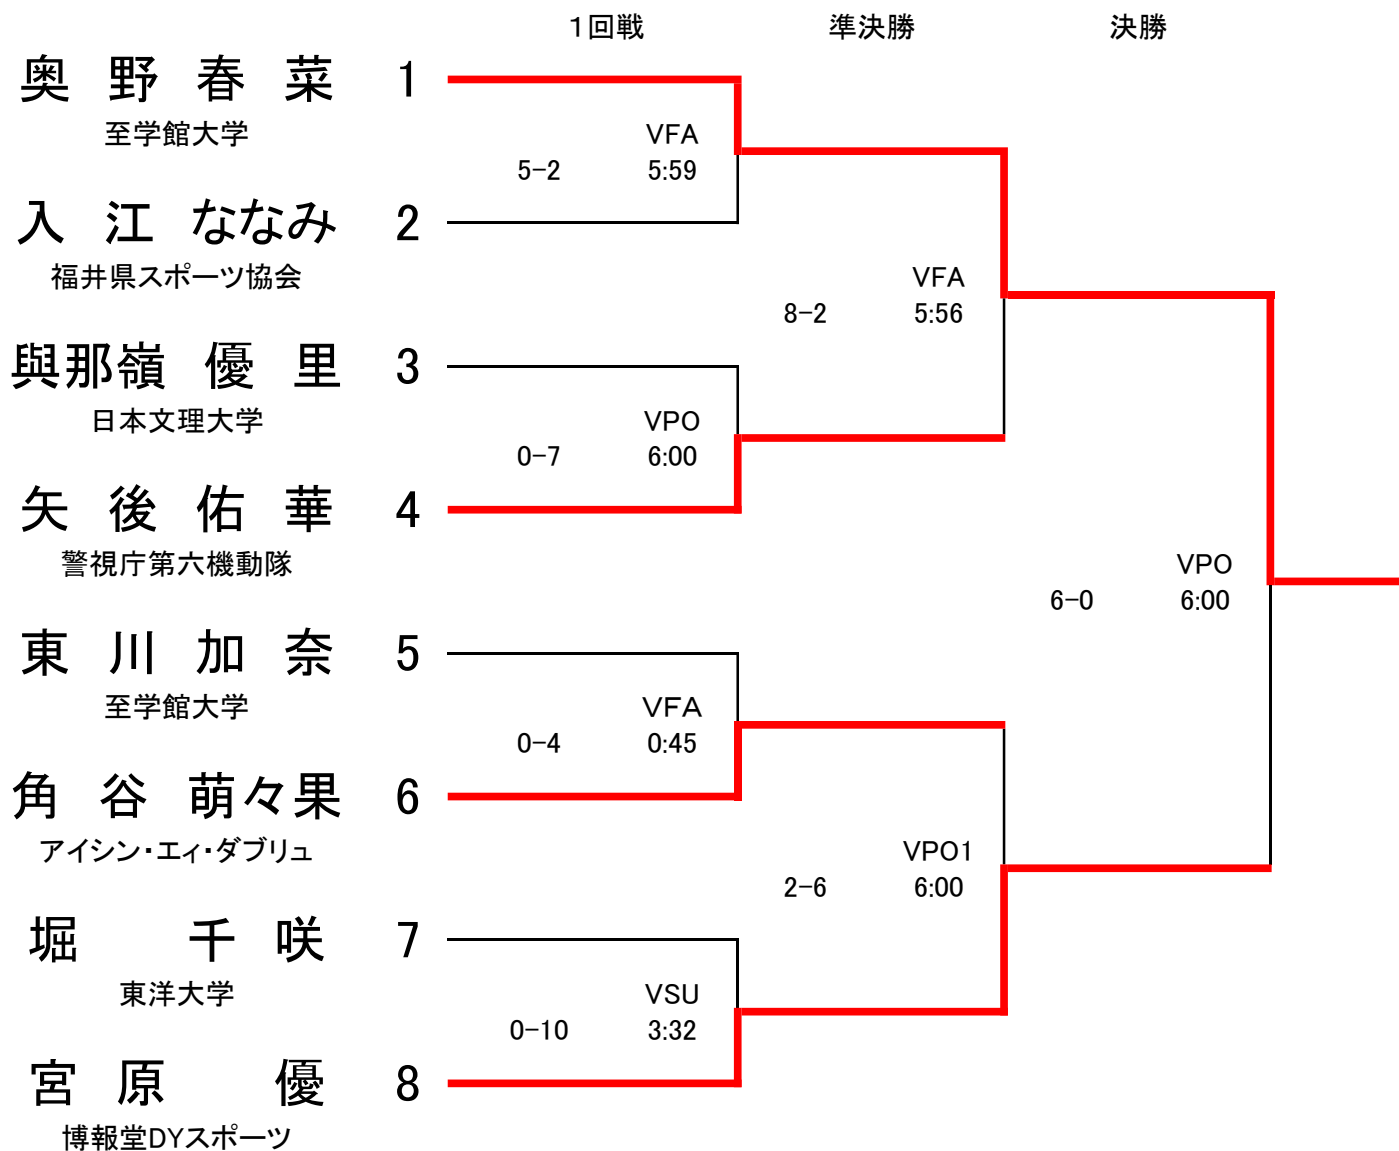 １回戦 準決勝 決勝
奥野春菜 1
至学館大学
VFA
5-2 5:59
入江ななみ 2
福井県スポーツ協会
VFA
8-2 5:56
與那嶺優里 3
日本文理大学
VPO
0-7 6:00
矢後佑華 4
警視庁第六機動隊
VPO
6-0 6:00
東川加奈 5
至学館大学
VFA
0-4 0:45
角谷萌々果 6
アイシン・エィ・ダブリュ
VPO1
2-6 6:00
堀千咲 7
東洋大学
VSU
0-10 3:32
宮原優 8
博報堂DYスポーツ